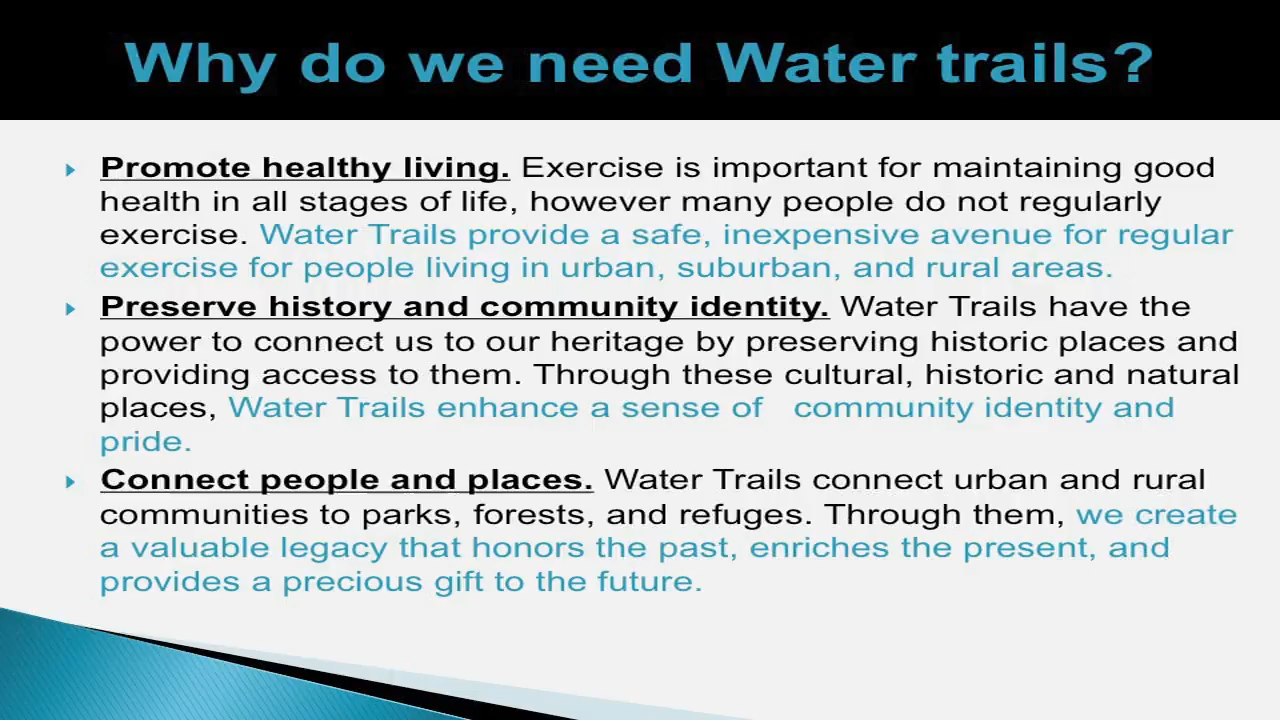 Why do we need Water trails?
Promote healthy living. Exercise is important for maintaining good
health in all stages of life, however many people do not regularly
exercise. Water Trails provide a safe, inexpensive avenue for regular
exercise for people living in urban, suburban, and rural areas.
Preserve history and community identity. Water Trails have the
power to connect us to our heritage by preserving historic places and
providing access to them. Through these cultural, historic and natural
places, Water Trails enhance a sense of community identity and
pride.
Connect people and places. Water Trails connect urban and rural
communities to parks, forests, and refuges. Through them, we create
a valuable legacy that honors the past, enriches the present, and
provides a precious gift to the future.